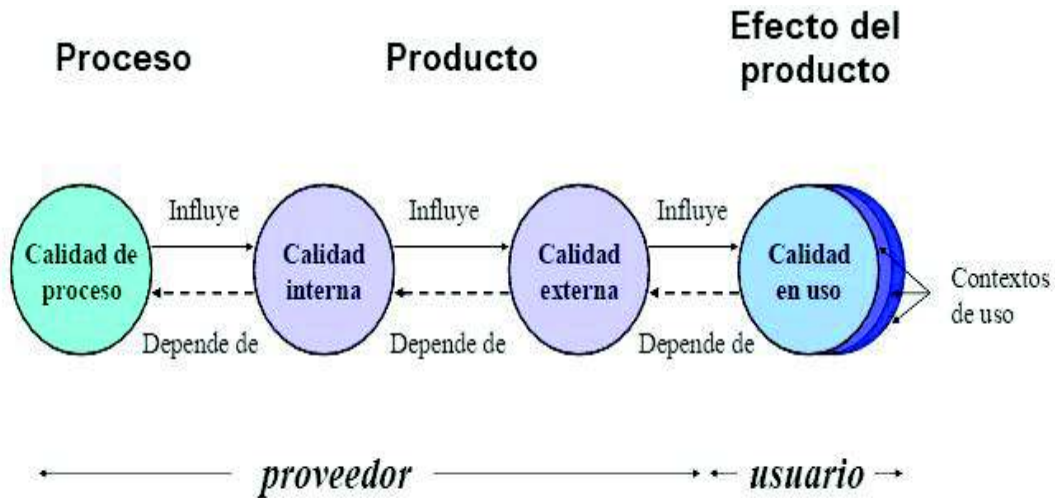 Proceso
Producto
Efecto del
producto
Influye
Influye
Influye
Calidad de
proceso
Calidad
interna
Calidad
externa
Calidad
en uso
Contextos
de uso
Depende de
Depende de
Depende de
proveedor
usuario